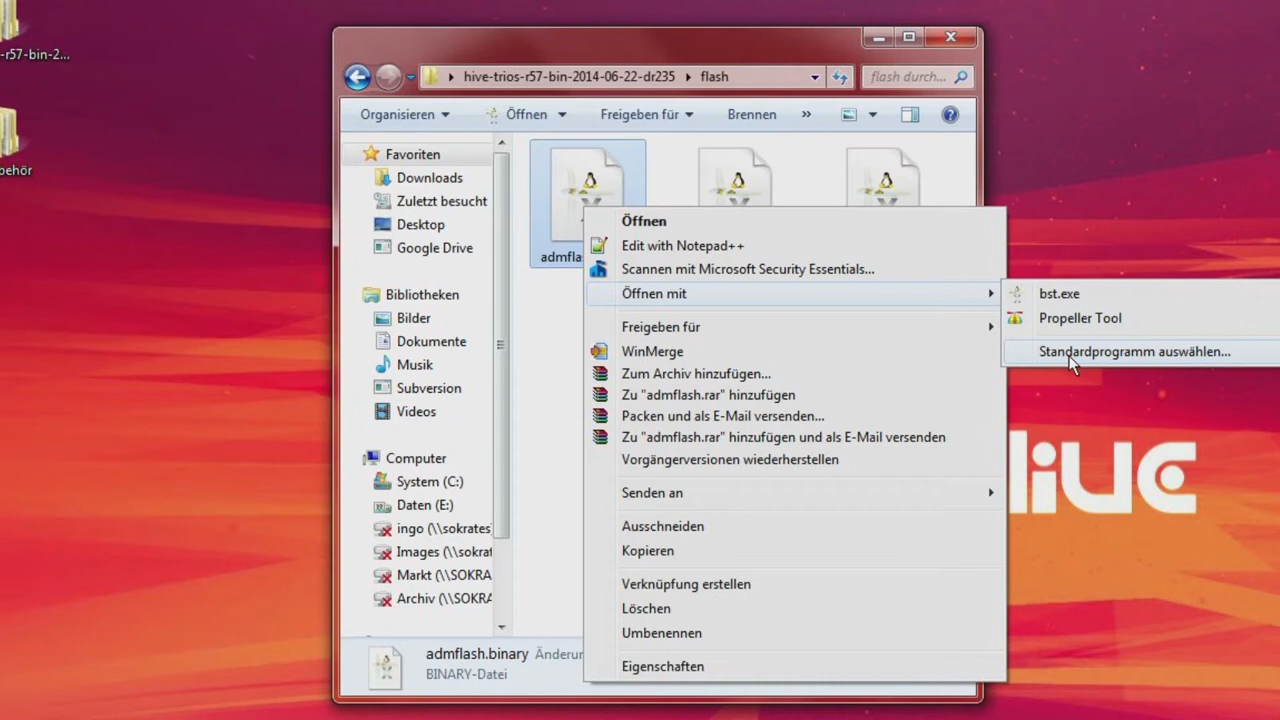 -r57-bin-2...
behör
hive-trios-r57-bin-2014-06-22-dr235
flash
flash durch...
Organisieren
Öffnen
Freigeben für
Brennen
»
Favoriten
Downloads
Zuletzt besucht
Desktop
Google Drive
Bibliotheken
Bilder
Dokumente
Musik
Subversion
Videos
Computer
System (C:)
Daten (E:)
ingo (\\sokrates
Images (\\sokrat
Markt (\\SOKRA
Archiv (\\SOKRA
admfla
Öffnen
Edit with Notepad++
Scannen mit Microsoft Security Essentials...
Öffnen mit
Freigeben für
WinMerge
Zum Archiv hinzufügen...
Zu "admflash.rar" hinzufügen
Packen und als E-Mail versenden...
Zu "admflash.rar" hinzufügen und als E-Mail versenden
Vorgängerversionen wiederherstellen
Senden an
Ausschneiden
Kopieren
Verknüpfung erstellen
Löschen
Umbenennen
Eigenschaften
bst.exe
Propeller Tool
Standardprogramm auswählen...
admflash.binary Änderun
BINARY-Datei